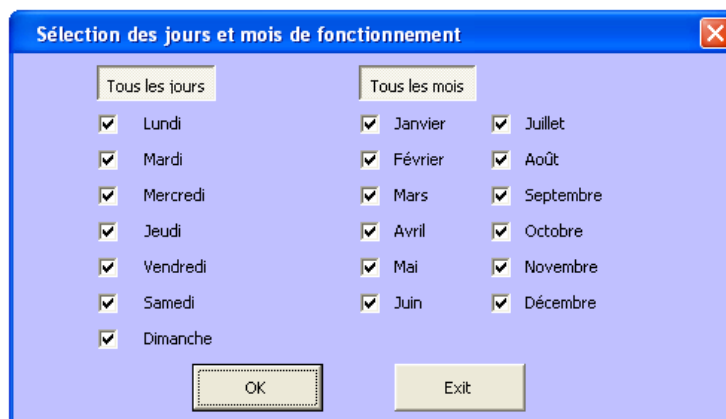 Sélection des jours et mois de fonctionnement
Tous les jours
Lundi
Mardi
Mercredi
Jeudi
Vendredi
Samedi
Dimanche
Tous les mois
Janvier
Février
Mars
Avril
Mai
Juin
Juillet
Août
Septembre
Octobre
Novembre
Décembre
OK
Exit